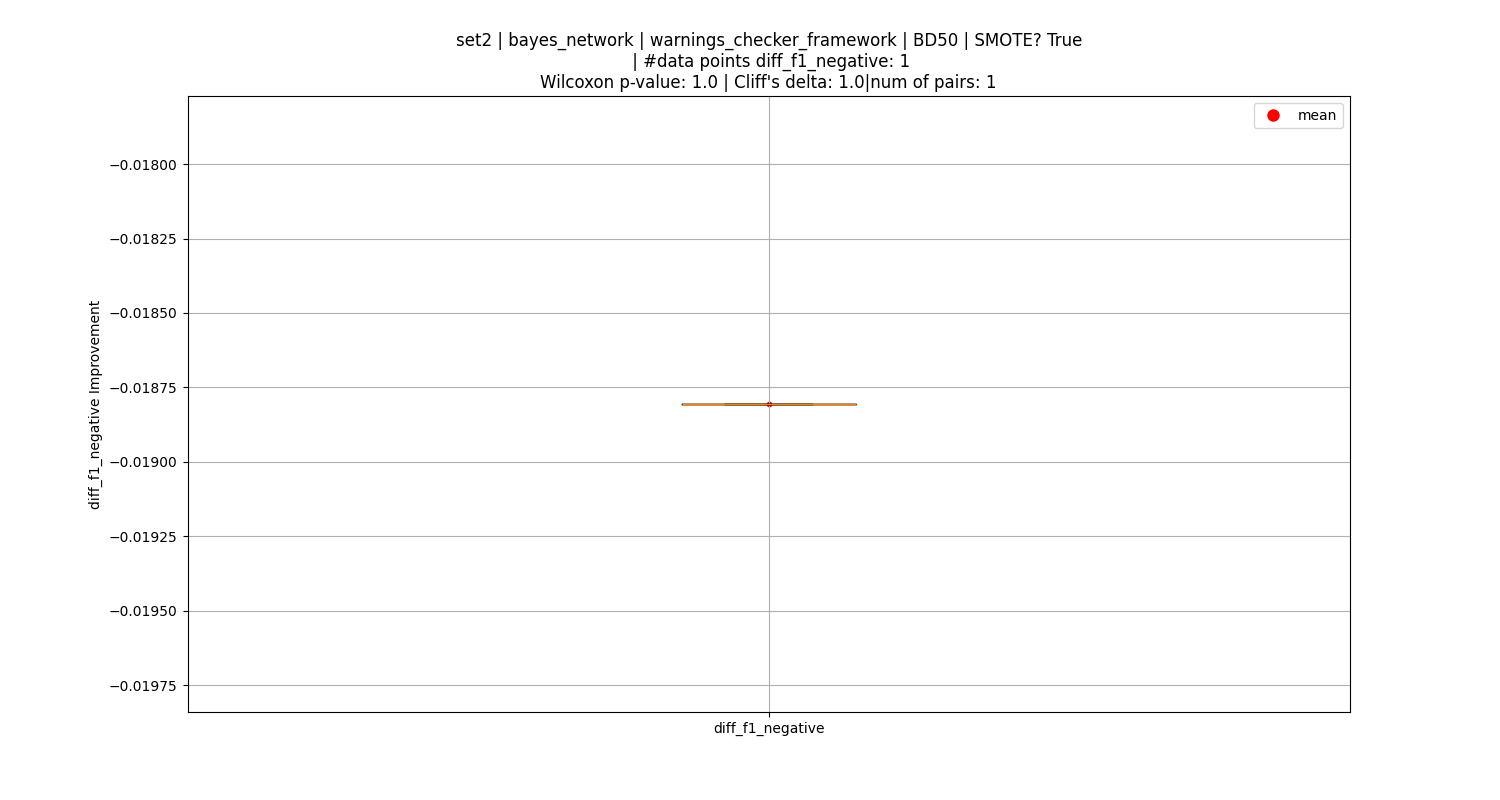 set2 | bayes_network | warnings_checker_framework | BD50 | SMOTE? True
| #data points diff_f1_negative: 1
Wilcoxon p-value: 1.0 | Cliff's delta: 1.0|num of pairs: 1
mean
−0.01800
−0.01825
−0.01850
−0.01875
−0.01900
−0.01925
−0.01950
−0.01975
diff_f1_negative Improvement
diff_f1_negative